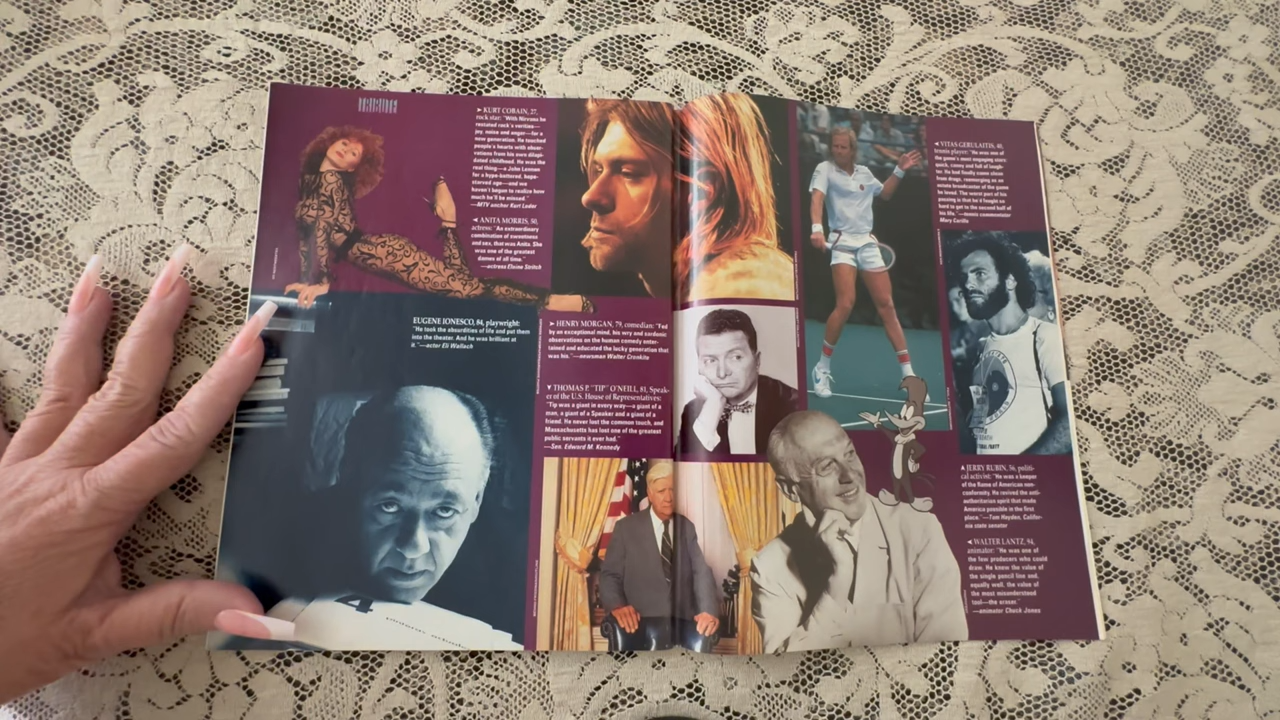 TRIBUTE
➤ KURT COBAIN, 27,
rock star: "With Nirvana he
restated rock's verities—
joy, noise and anger—for a
new generation. He touched
people's hearts with obser-
vations from his own dilapi-
dated childhood. He was the
real thing—a John Lennon
for a hype-battered, hope-
starved age—and we
haven't begun to realize how
much he'll be missed."
—MTV anchor Kurt Loder
◄ ANITA MORRIS, 50,
actress: "An extraordinary
combination of sweetness
and sex, that was Anita. She
was one of the greatest
dames of all time."
—actress Elaine Stritch
EUGENE IONESCO, 84, playwright:
"He took the absurdities of life and put them
into the theater. And he was brilliant at
it."—actor Eli Wallach
➤ HENRY MORGAN, 79, comedian: "Fed
by an exceptional mind, his wry and sardonic
observations on the human comedy enter-
tained and educated the lucky generation that
was his."—newsman Walter Cronkite
▼ THOMAS P. "TIP" O'NEILL, 81, Speak-
er of the U.S. House of Representatives:
"Tip was a giant in every way—a giant of a
man, a giant of a Speaker and a giant of a
friend. He never lost the common touch, and
Massachusetts has lost one of the greatest
public servants it ever had."
—Sen. Edward M. Kennedy
◄ VITAS GERULAITIS, 40,
tennis player: "He was one of
the game's most engaging stars:
quick, funny and full of laugh-
ter. He had finally come clean
from drugs, reemerging as an
astute broadcaster of the game
he loved. The worst part of his
passing is that he'd fought so
hard to get to the second half of
his life."—tennis commentator
Mary Carillo
▲ JERRY RUBIN, 56, politi-
cal activist: "He was a keeper
of the flame of American non-
conformity. He revived the anti-
authoritarian spirit that made
America possible in the first
place."—Tom Hayden, Califor-
nia state senator
◄ WALTER LANTZ, 94,
animator: "He was one of
the few producers who could
draw. He knew the value of
the single pencil line and,
equally well, the value of
the most misunderstood
tool—the eraser."
—animator Chuck Jones